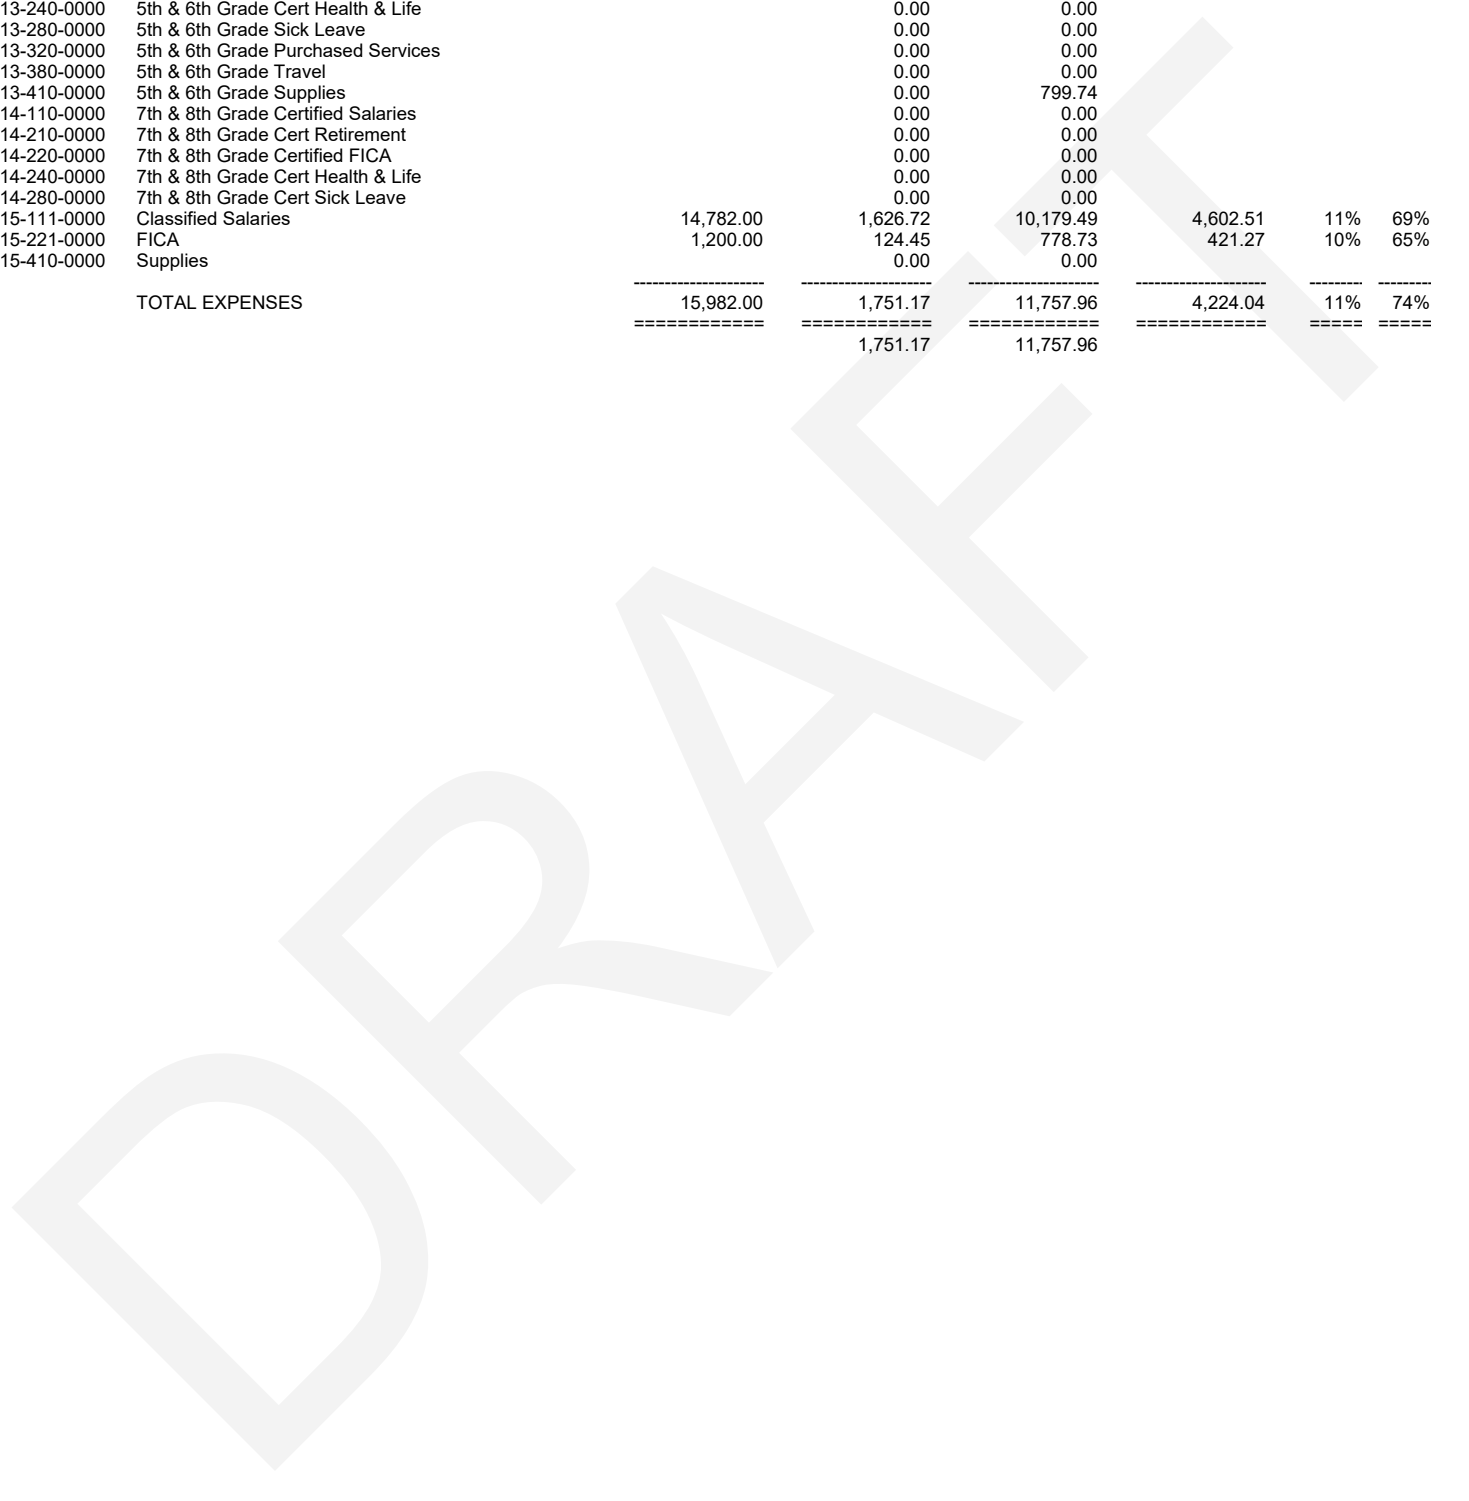 13-240-0000 5th & 6th Grade Cert Health & Life 0.00 0.00
13-280-0000 5th & 6th Grade Sick Leave 0.00 0.00
13-320-0000 5th & 6th Grade Purchased Services 0.00 0.00
13-380-0000 5th & 6th Grade Travel 0.00 0.00
13-410-0000 5th & 6th Grade Supplies 0.00 799.74
14-110-0000 7th & 8th Grade Certified Salaries 0.00 0.00
14-210-0000 7th & 8th Grade Cert Retirement 0.00 0.00
14-220-0000 7th & 8th Grade Certified FICA 0.00 0.00
14-240-0000 7th & 8th Grade Cert Health & Life 0.00 0.00
14-280-0000 7th & 8th Grade Cert Sick Leave 0.00 0.00
15-111-0000 Classified Salaries 14,782.00 1,626.72 10,179.49 4,602.51 11% 69%
15-221-0000 FICA 1,200.00 124.45 778.73 421.27 10% 65%
15-410-0000 Supplies 0.00 0.00
--------------------- --------------------- --------------------- --------------------- --------- ---------
TOTAL EXPENSES 15,982.00 1,751.17 11,757.96 4,224.04 11% 74%
============ ============ ============ ============ ===== =====
1,751.17 11,757.96
DRAFT